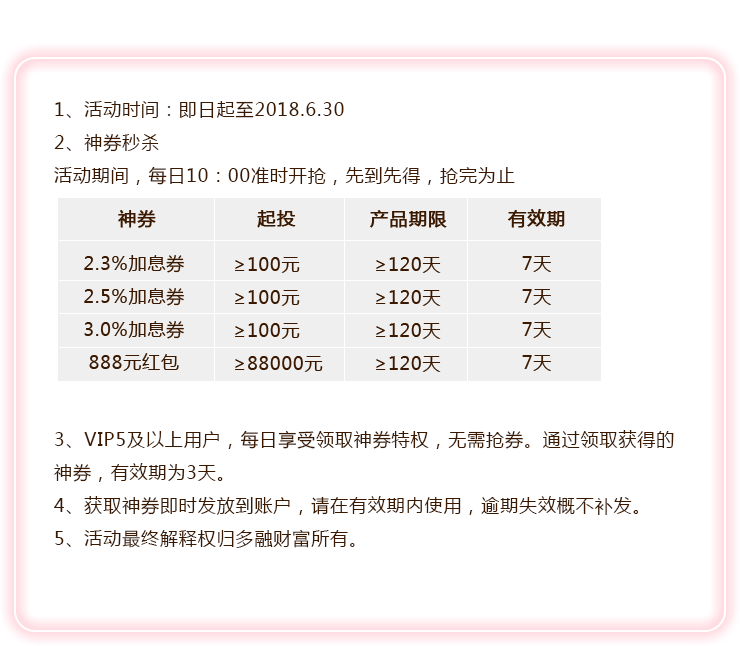 1、活动时间：即日起至2018.6.30
2、神券秒杀
活动期间，每日10：00准时开抢，先到先得，抢完为止
神券 起投 产品期限 有效期
2.3%加息券 ≥100元 ≥120天 7天
2.5%加息券 ≥100元 ≥120天 7天
3.0%加息券 ≥100元 ≥120天 7天
888元红包 ≥88000元 ≥120天 7天
3、VIP5及以上用户，每日享受领取神券特权，无需抢券。通过领取获得的
神券，有效期为3天。
4、获取神券即时发放到账户，请在有效期内使用，逾期失效概不补发。
5、活动最终解释权归多融财富所有。